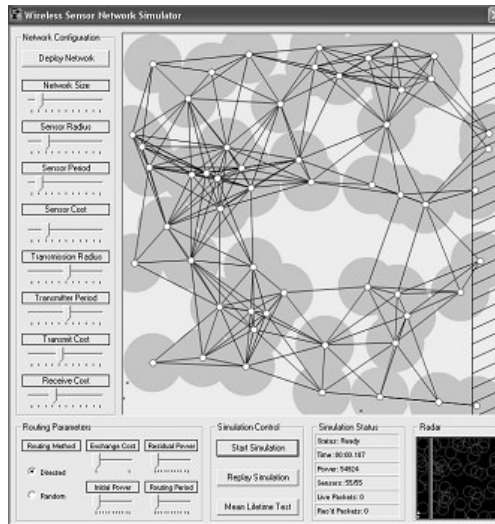 Wireless Sensor Network Simulator
Network Configuration
Deploy Network
Network Size
Sensor Radius
Sensor Period
Sensor Cost
Transmission Radius
Transmitter Period
Transmit Cost
Receive Cost
Routing Parameters
Routing Method
Exchange Cost
Residual Power
Directed
Random
Initial Power
Routing Period
Simulation Control
Start Simulation
Replay Simulation
Mean Lifetime Test
Simulation Status
Status: Ready
Time: 00:00.107
Power: 54824
Sensors: 55/55
Live Packets: 0
Rec'd Packets: 0
Radar